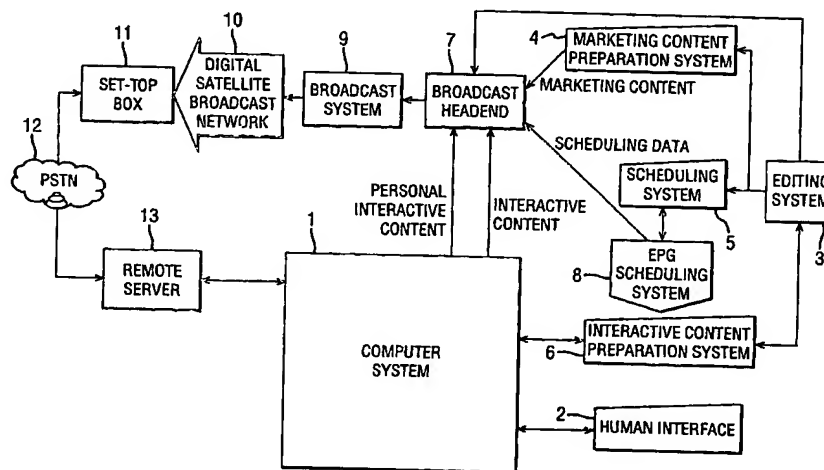 11
SET-TOP
BOX
10
DIGITAL
SATELLITE
BROADCAST
NETWORK
9
BROADCAST
SYSTEM
7
BROADCAST
HEADEND
4
MARKETING CONTENT
PREPARATION SYSTEM
MARKETING CONTENT
SCHEDULING DATA
SCHEDULING
SYSTEM
5
EDITING
SYSTEM
3
12
PSTN
13
REMOTE
SERVER
PERSONAL
INTERACTIVE
CONTENT
INTERACTIVE
CONTENT
8
EPG
SCHEDULING
SYSTEM
1
COMPUTER
SYSTEM
6
INTERACTIVE CONTENT
PREPARATION SYSTEM
2
HUMAN INTERFACE